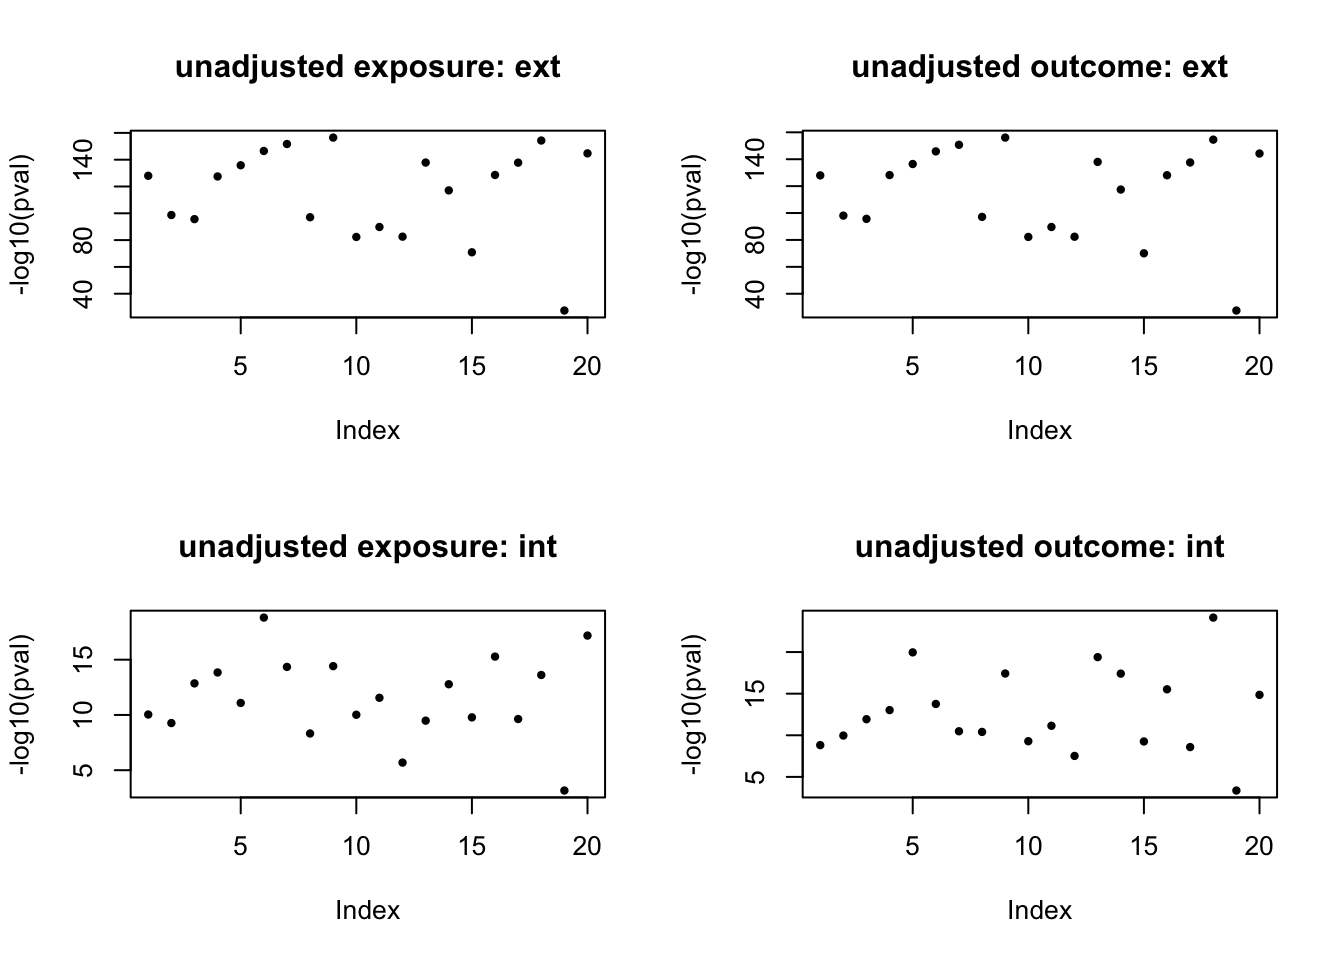 unadjusted exposure: ext
-log10(pval)
140
80
40
5 10 15 20
Index
unadjusted outcome: ext
-log10(pval)
140
80
40
5 10 15 20
Index
unadjusted exposure: int
-log10(pval)
15
10
5
5 10 15 20
Index
unadjusted outcome: int
-log10(pval)
15
5
5 10 15 20
Index